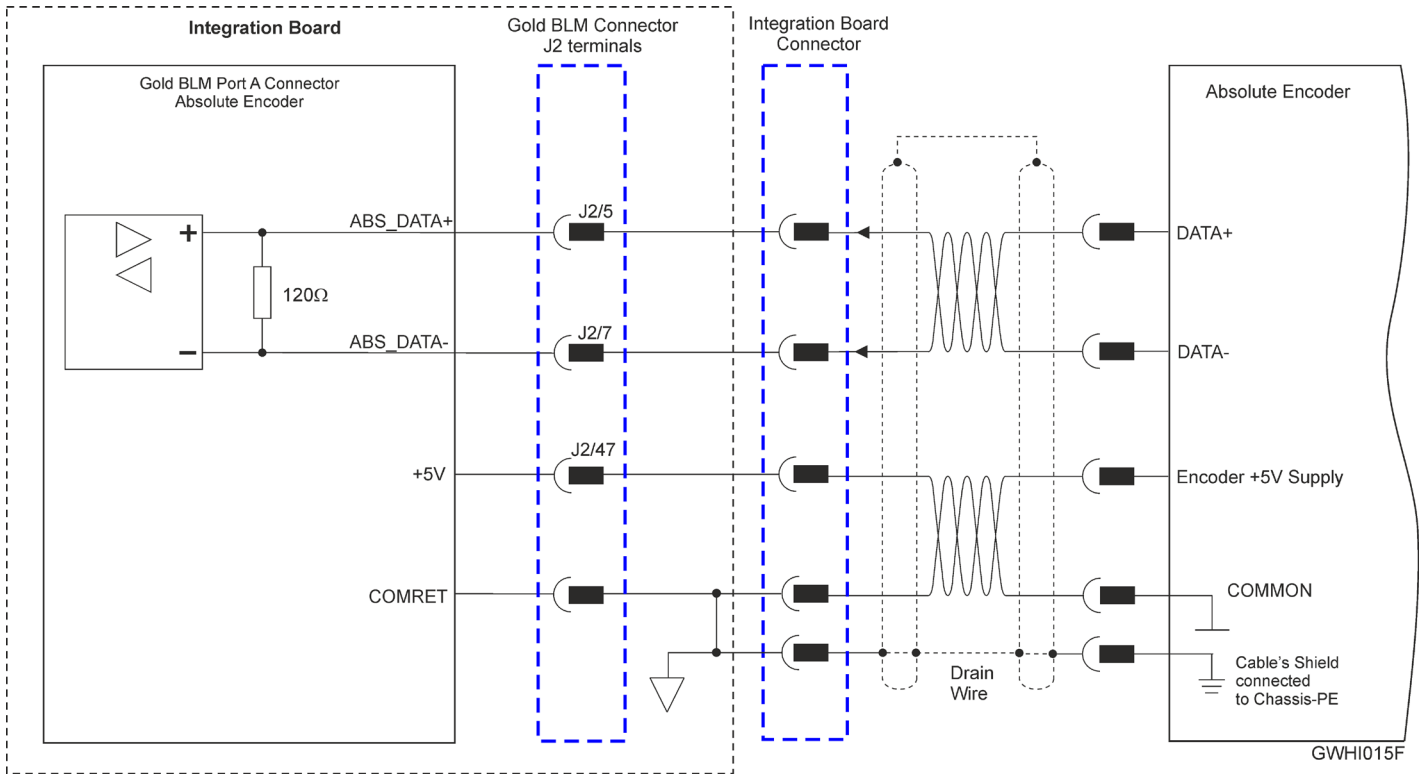 Integration Board
Gold BLM Connector
J2 terminals
Integration Board
Connector
Gold BLM Port A Connector
Absolute Encoder
Absolute Encoder
+
ABS_DATA+
J2/5
DATA+
120Ω
−
ABS_DATA-
J2/7
DATA-
+5V
J2/47
Encoder +5V Supply
COMRET
COMMON
Drain
Wire
Cable's Shield
connected
to Chassis-PE
GWHI015F